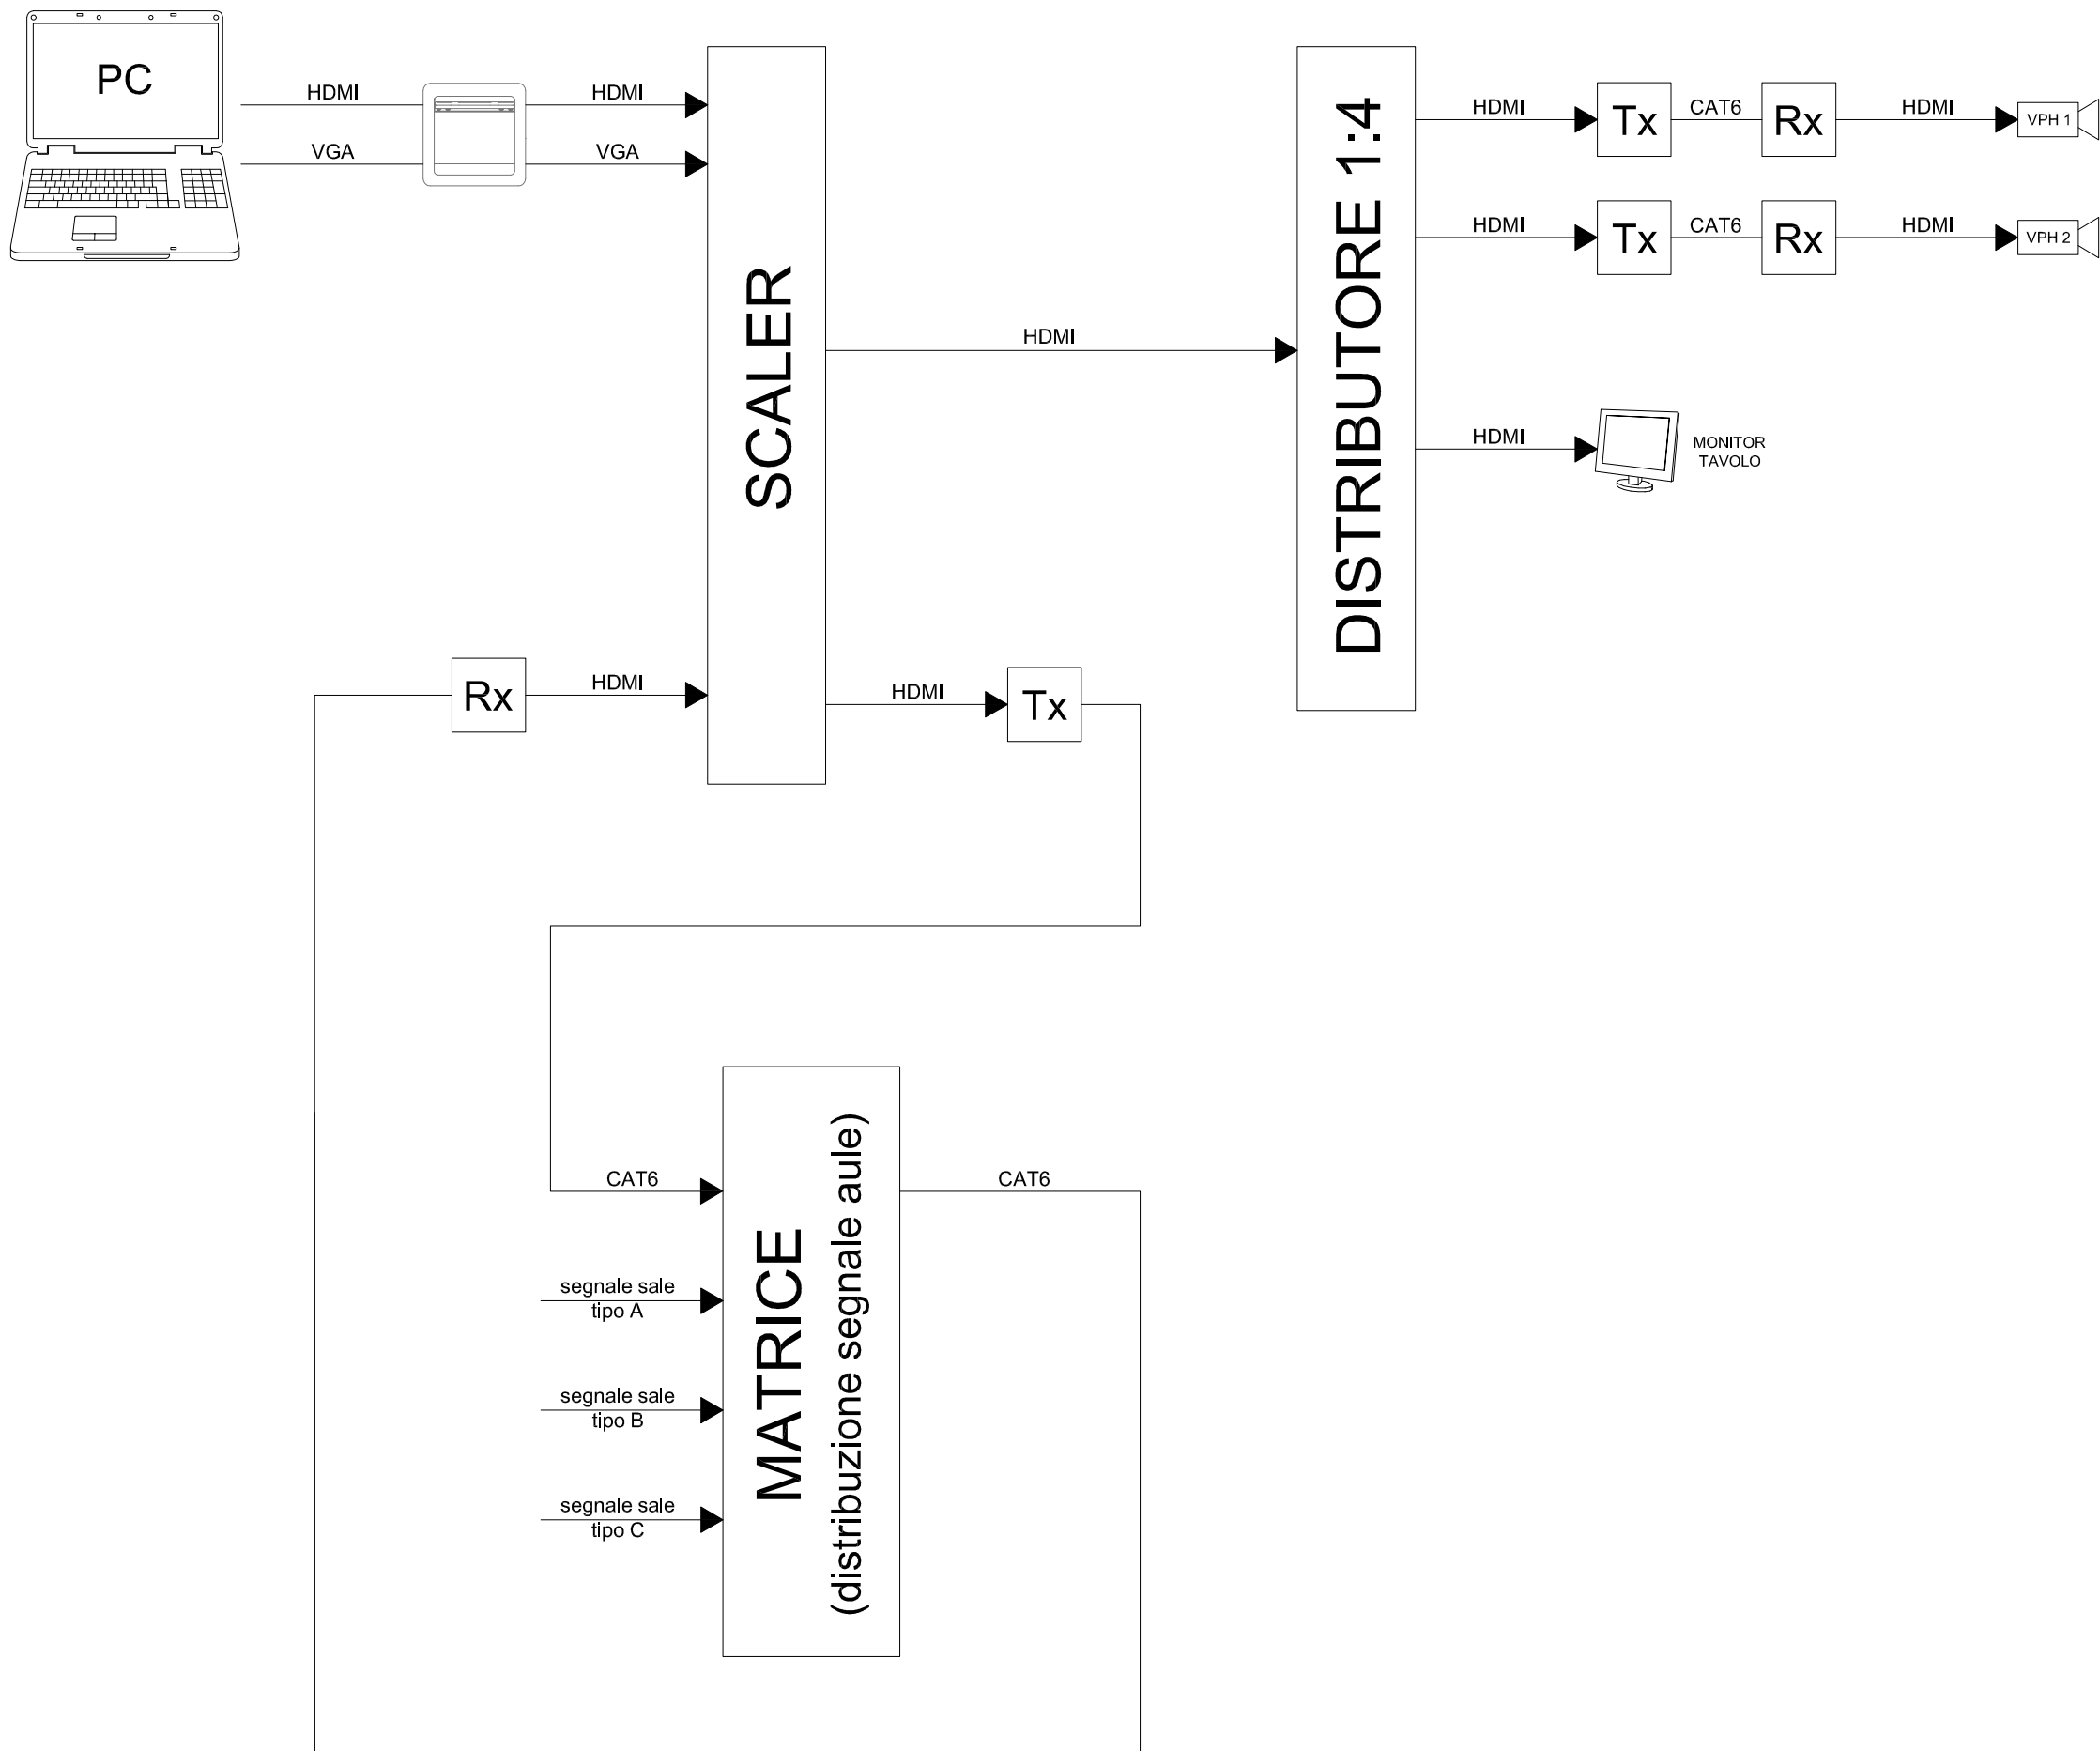 PC
HDMI
HDMI
VGA
VGA
SCALER
HDMI
DISTRIBUTORE 1:4
HDMI
Tx
CAT6
Rx
HDMI
VPH 1
HDMI
Tx
CAT6
Rx
HDMI
VPH 2
HDMI
MONITOR
TAVOLO
Rx
HDMI
HDMI
Tx
CAT6
segnale sale
tipo A
segnale sale
tipo B
segnale sale
tipo C
MATRICE
(distribuzione segnale aule)
CAT6